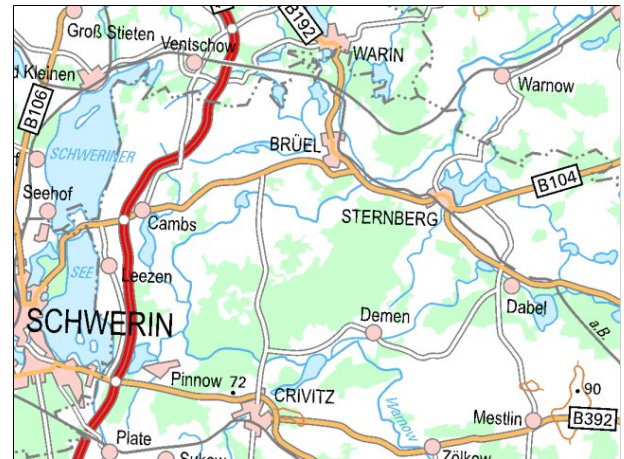 Groß Stieten
Ventschow
B192
WARIN
d Kleinen
Warnow
B106
BRÜEL
SCHWERINER
B104
Seehof
STERNBERG
Cambs
SEE
Leezen
Dabel
SCHWERIN
Demen
a.B.
Pinnow 72
90
CRIVITZ
Mestlin
B392
Warnow
Plate
Sukow
Zölkow